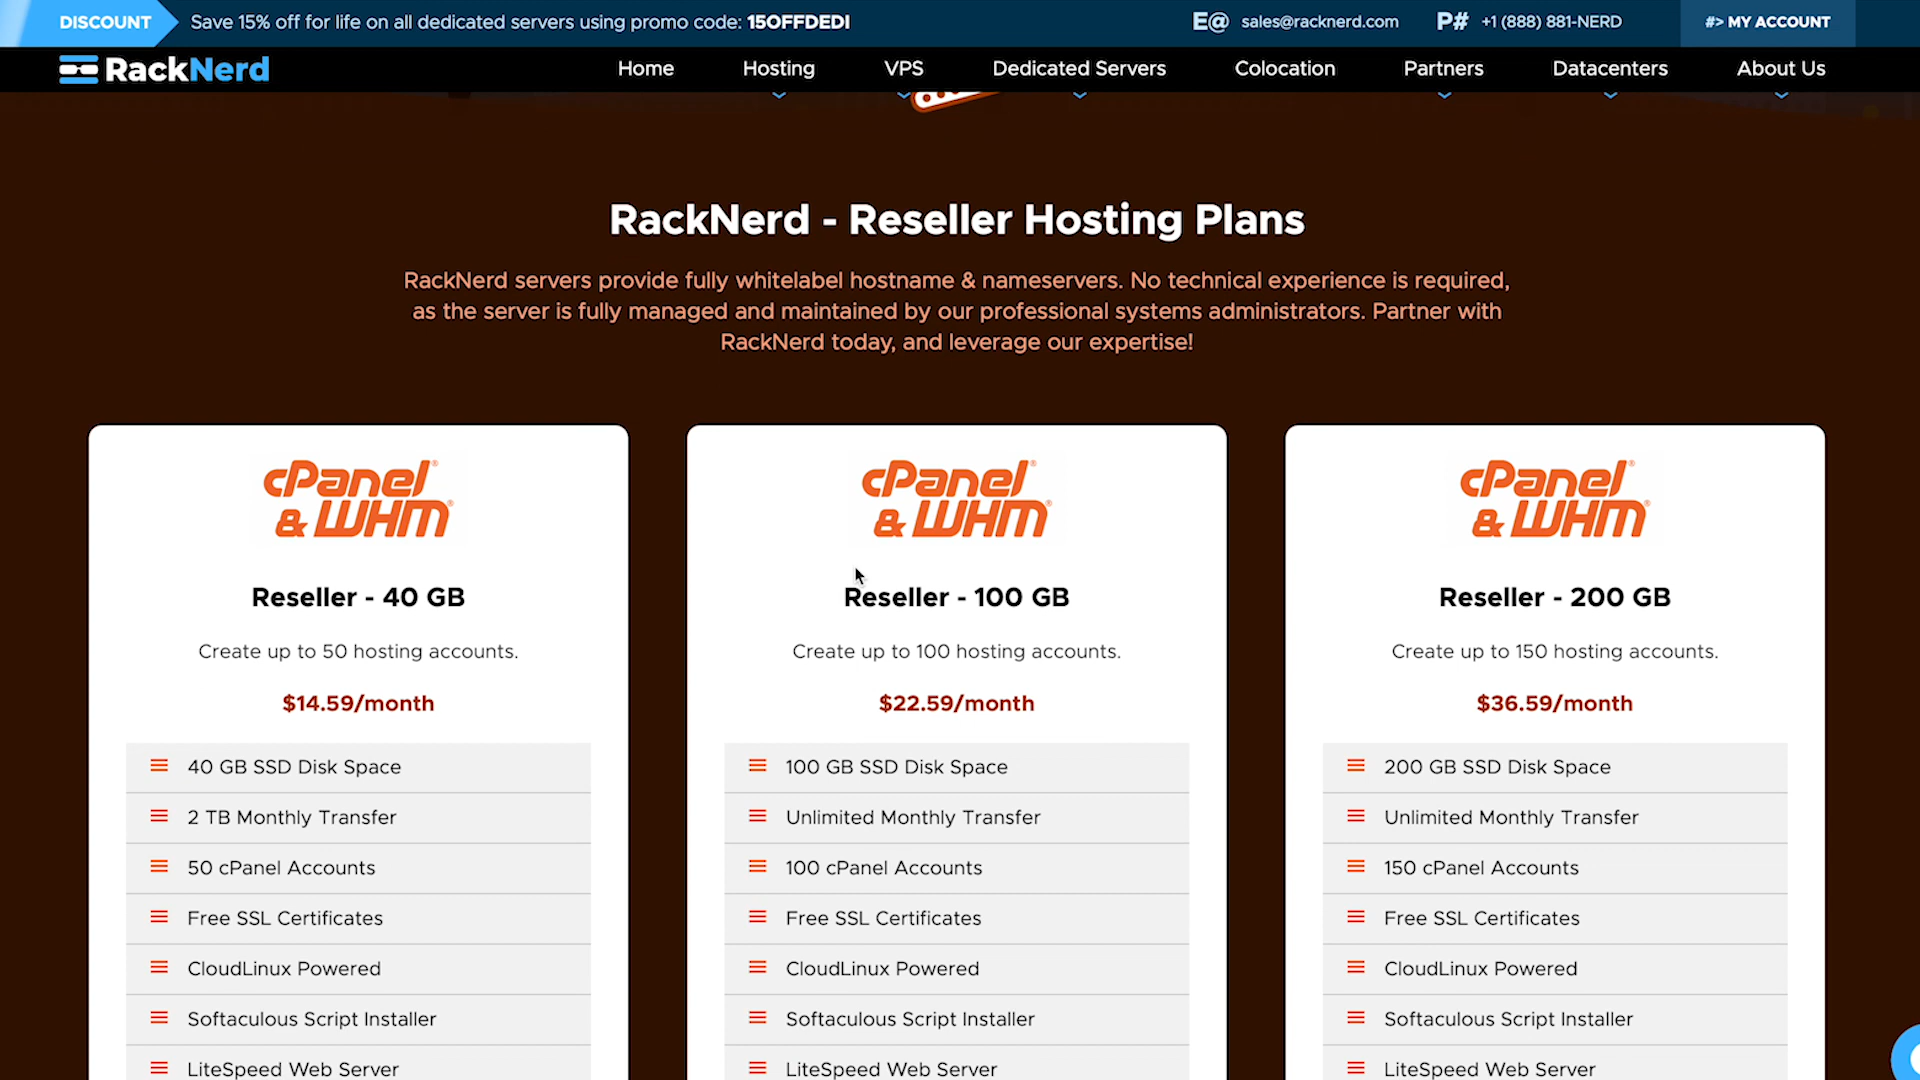 DISCOUNT
Save 15% off for life on all dedicated servers using promo code: 15OFFDEDI
E@ sales@racknerd.com
P# +1 (888) 881-NERD
#> MY ACCOUNT
RackNerd
Home
Hosting
VPS
Dedicated Servers
Colocation
Partners
Datacenters
About Us
RackNerd - Reseller Hosting Plans
RackNerd servers provide fully whitelabel hostname & nameservers. No technical experience is required,
as the server is fully managed and maintained by our professional systems administrators. Partner with
RackNerd today, and leverage our expertise!
cPanel®
& WHM®
Reseller - 40 GB
Create up to 50 hosting accounts.
$14.59/month
40 GB SSD Disk Space
2 TB Monthly Transfer
50 cPanel Accounts
Free SSL Certificates
CloudLinux Powered
Softaculous Script Installer
LiteSpeed Web Server
cPanel®
& WHM®
Reseller - 100 GB
Create up to 100 hosting accounts.
$22.59/month
100 GB SSD Disk Space
Unlimited Monthly Transfer
100 cPanel Accounts
Free SSL Certificates
CloudLinux Powered
Softaculous Script Installer
LiteSpeed Web Server
cPanel®
& WHM®
Reseller - 200 GB
Create up to 150 hosting accounts.
$36.59/month
200 GB SSD Disk Space
Unlimited Monthly Transfer
150 cPanel Accounts
Free SSL Certificates
CloudLinux Powered
Softaculous Script Installer
LiteSpeed Web Server